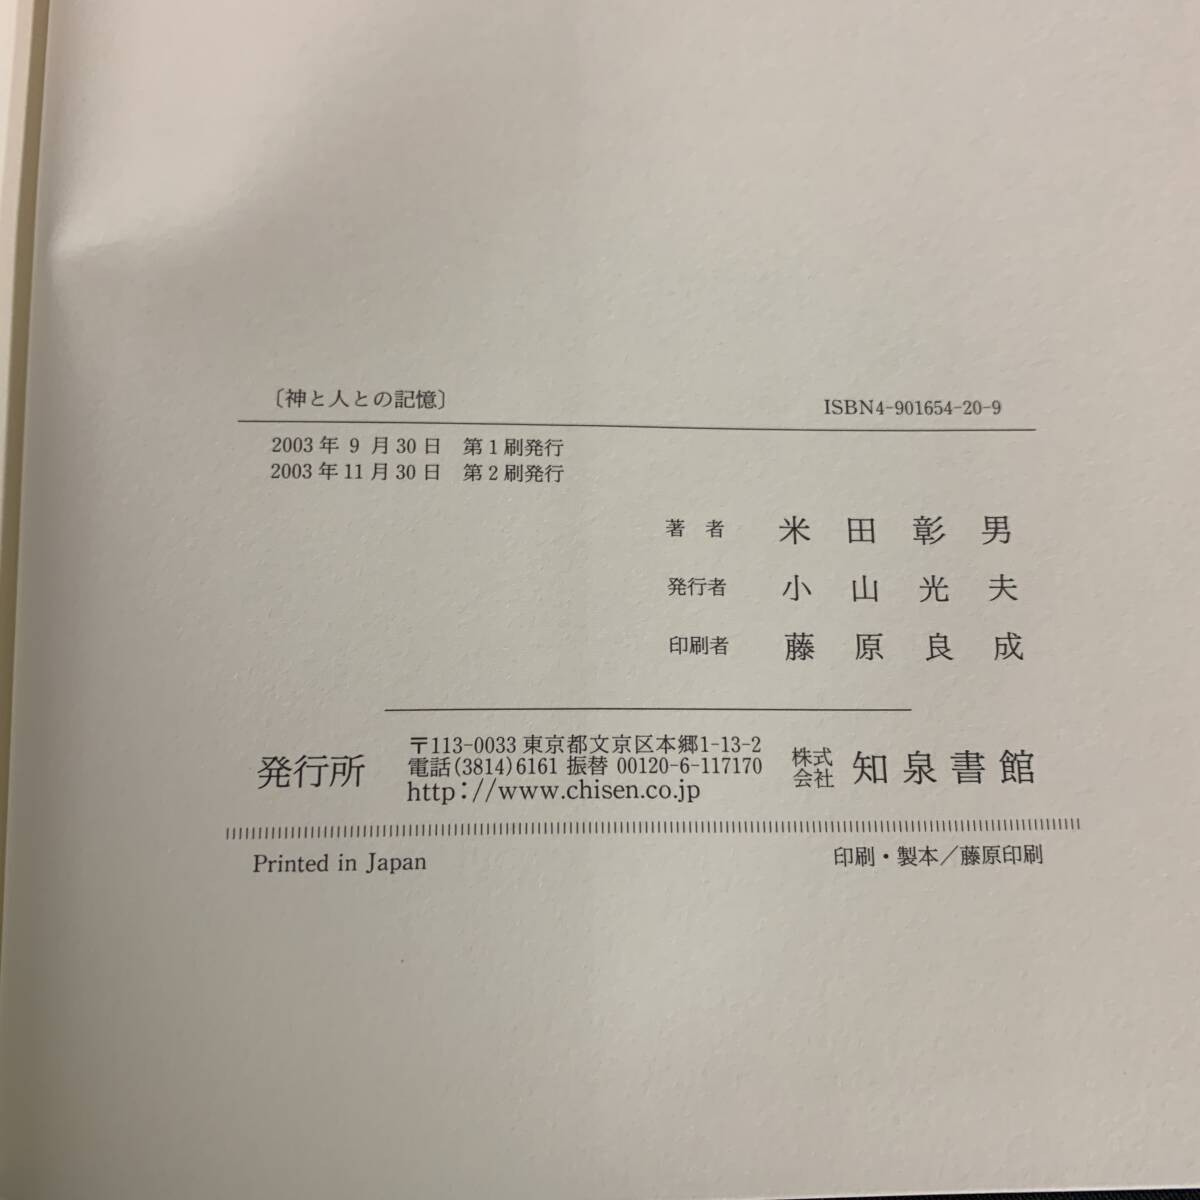 〔神と人との記憶〕
ISBN4-901654-20-9
2003年 9 月30日 第1刷発行
2003年11月30日 第2刷発行
著 者 米 田 彰 男
発行者 小 山 光 夫
印刷者 藤 原 良 成
発行所
〒113-0033 東京都文京区本郷1-13-2
電話(3814)6161 振替 00120-6-117170
http://www.chisen.co.jp
株式
会社
知 泉 書 館
Printed in Japan
印刷・製本/藤原印刷